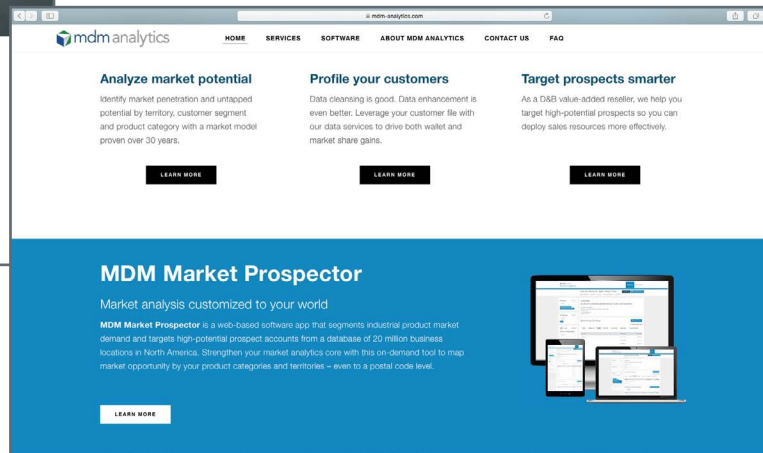 mdm-analytics.com
mdm analytics
HOME SERVICES SOFTWARE ABOUT MDM ANALYTICS CONTACT US FAQ
Analyze market potential
Identify market penetration and untapped
potential by territory, customer segment
and product category with a market model
proven over 30 years.
LEARN MORE
Profile your customers
Data cleansing is good. Data enhancement is
even better. Leverage your customer file with
our data services to drive both wallet and
market share gains.
LEARN MORE
Target prospects smarter
As a D&B value-added reseller, we help you
target high-potential prospects so you can
deploy sales resources more effectively.
LEARN MORE
MDM Market Prospector
Market analysis customized to your world
MDM Market Prospector is a web-based software app that segments industrial product market
demand and targets high-potential prospect accounts from a database of 20 million business
locations in North America. Strengthen your market analytics core with this on-demand tool to map
market opportunity by your product categories and territories – even to a postal code level.
LEARN MORE